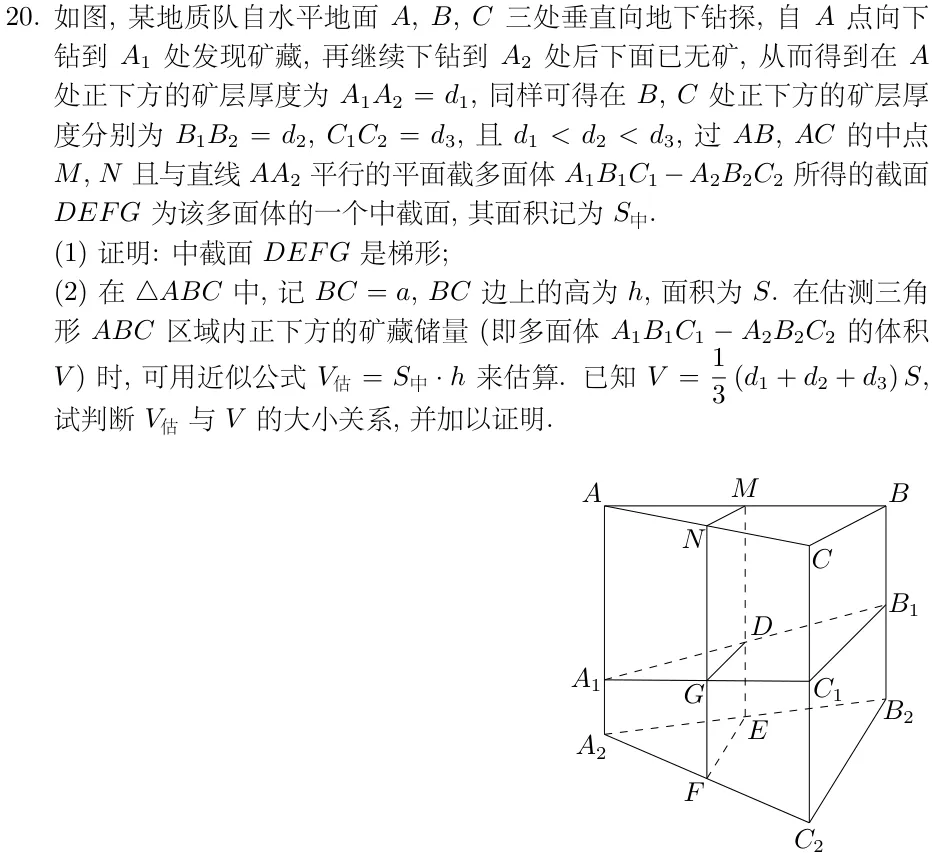 20. 如图, 某地质队自水平地面 A, B, C 三处垂直向地下钻探, 自 A 点向下
钻到 A₁ 处发现矿藏, 再继续下钻到 A₂ 处后下面已无矿, 从而得到在 A
处正下方的矿层厚度为 A₁A₂ = d₁, 同样可得在 B, C 处正下方的矿层厚
度分别为 B₁B₂ = d₂, C₁C₂ = d₃, 且 d₁ < d₂ < d₃, 过 AB, AC 的中点
M, N 且与直线 AA₂ 平行的平面截多面体 A₁B₁C₁ − A₂B₂C₂ 所得的截面
DEFG 为该多面体的一个中截面, 其面积记为 S中.
(1) 证明: 中截面 DEFG 是梯形;
(2) 在 △ABC 中, 记 BC = a, BC 边上的高为 h, 面积为 S. 在估测三角
形 ABC 区域内正下方的矿藏储量 (即多面体 A₁B₁C₁ − A₂B₂C₂ 的体积
V) 时, 可用近似公式 V估 = S中 · h 来估算. 已知 V = 1/3 (d₁ + d₂ + d₃) S,
试判断 V估 与 V 的大小关系, 并加以证明.
A
M
B
N
C
B₁
D
A₁
G
C₁
B₂
E
A₂
F
C₂